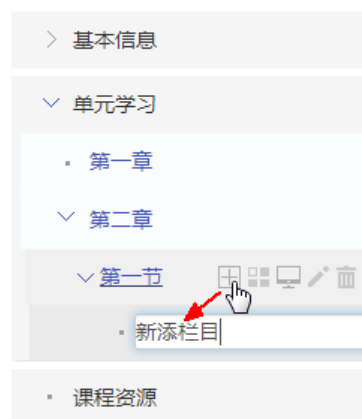 基本信息
单元学习
第一章
第二章
第一节
新添栏目
课程资源